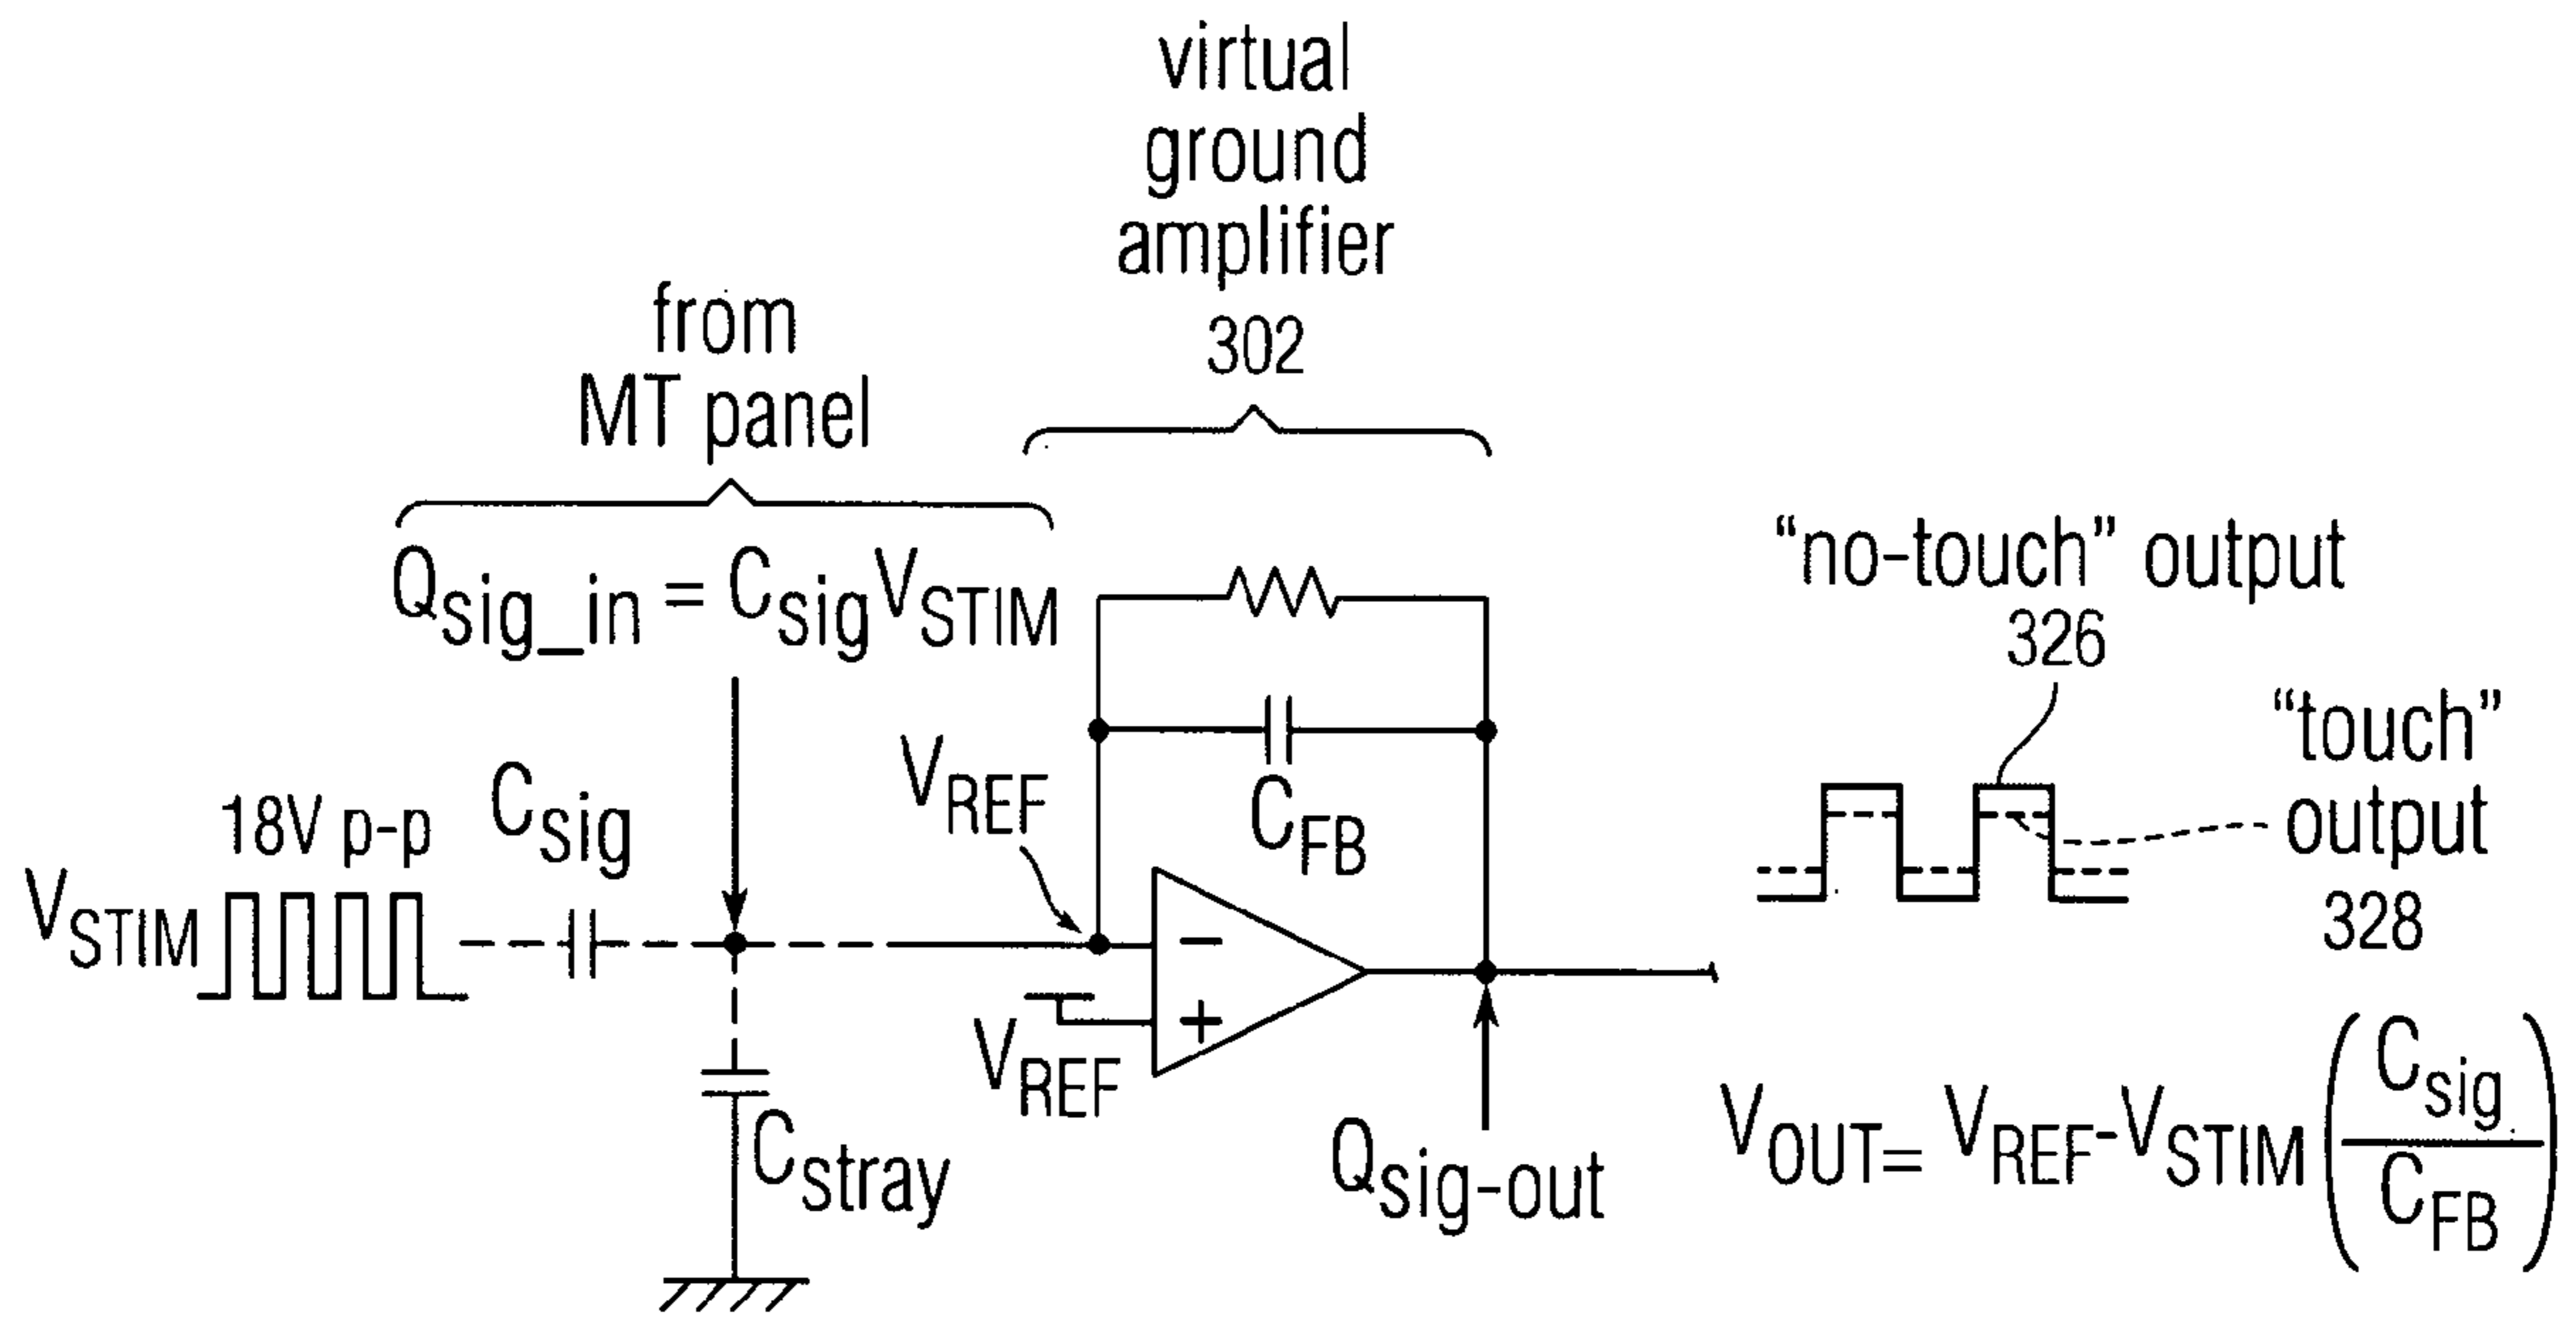 virtual
ground
amplifier
302
from
MT panel
Qsig_in = CsigVSTIM
"no-touch" output
326
"touch"
output
328
18V p-p
Csig
VSTIM
VREF
CFB
−
+
VREF
Cstray
Qsig-out
VOUT= VREF-VSTIM(Csig/CFB)